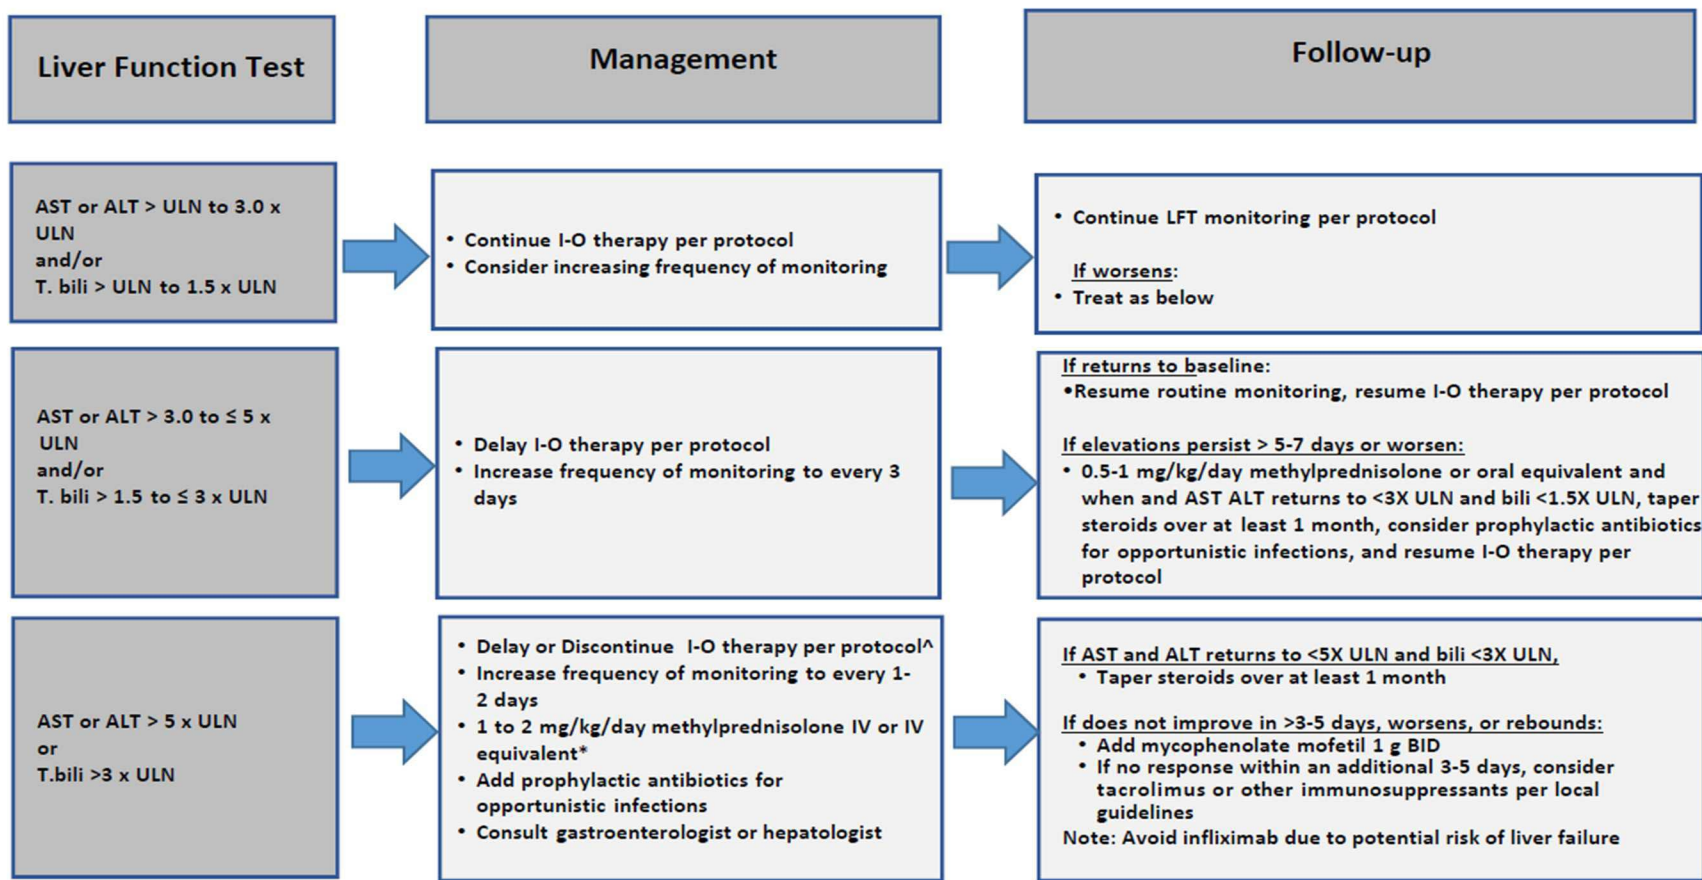 Liver Function Test
Management
Follow-up
AST or ALT > ULN to 3.0 x
ULN
and/or
T. bili > ULN to 1.5 x ULN
• Continue I-O therapy per protocol
• Consider increasing frequency of monitoring
• Continue LFT monitoring per protocol
If worsens:
• Treat as below
AST or ALT > 3.0 to ≤ 5 x
ULN
and/or
T. bili > 1.5 to ≤ 3 x ULN
• Delay I-O therapy per protocol
• Increase frequency of monitoring to every 3
days
If returns to baseline:
•Resume routine monitoring, resume I-O therapy per protocol
If elevations persist > 5-7 days or worsen:
• 0.5-1 mg/kg/day methylprednisolone or oral equivalent and
when and AST ALT returns to <3X ULN and bili <1.5X ULN, taper
steroids over at least 1 month, consider prophylactic antibiotics
for opportunistic infections, and resume I-O therapy per
protocol
AST or ALT > 5 x ULN
or
T.bili >3 x ULN
• Delay or Discontinue I-O therapy per protocol^
• Increase frequency of monitoring to every 1-
2 days
• 1 to 2 mg/kg/day methylprednisolone IV or IV
equivalent*
• Add prophylactic antibiotics for
opportunistic infections
• Consult gastroenterologist or hepatologist
If AST and ALT returns to <5X ULN and bili <3X ULN,
• Taper steroids over at least 1 month
If does not improve in >3-5 days, worsens, or rebounds:
• Add mycophenolate mofetil 1 g BID
• If no response within an additional 3-5 days, consider
tacrolimus or other immunosuppressants per local
guidelines
Note: Avoid infliximab due to potential risk of liver failure